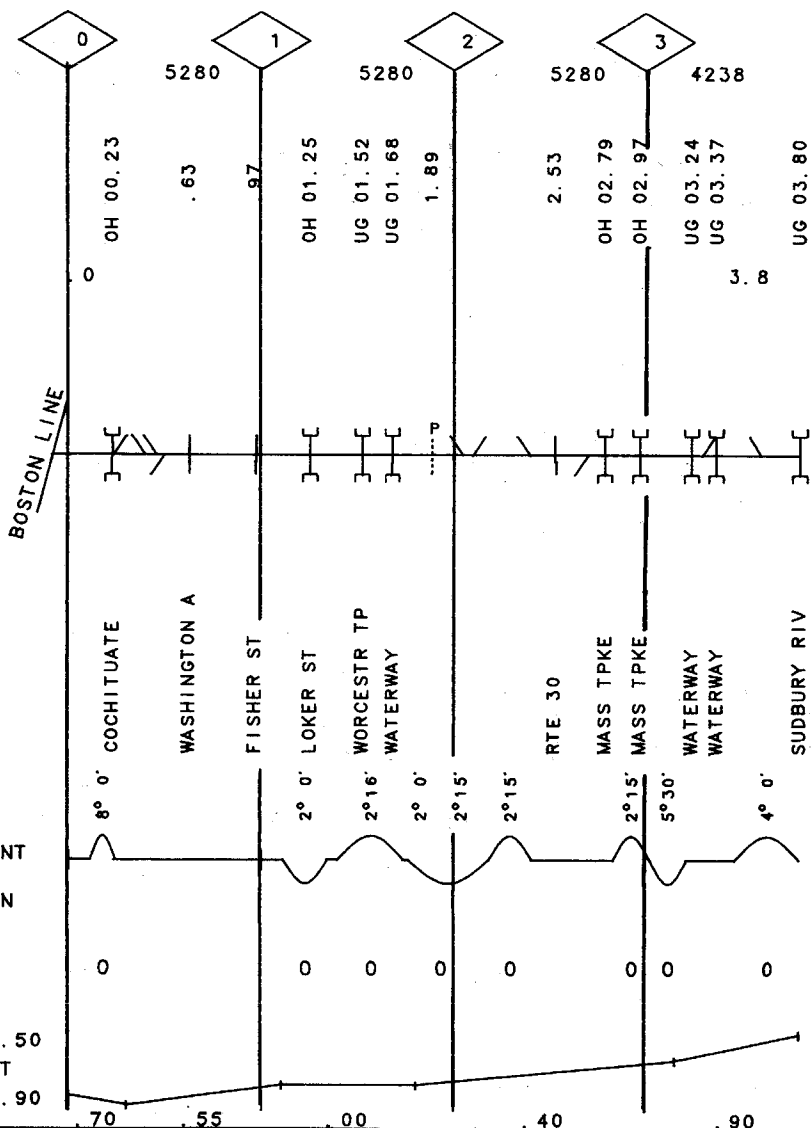 0 1 2 3
5280 5280 5280 4238
OH 00.23
.63
.97
OH 01.25
UG 01.52
UG 01.68
1.89
2.53
OH 02.79
OH 02.97
UG 03.24
UG 03.37
UG 03.80
.0 3.8
BOSTON LINE
P
COCHITUATE
WASHINGTON A
FISHER ST
LOKER ST
WORCESTR TP
WATERWAY
RTE 30
MASS TPKE
MASS TPKE
WATERWAY
WATERWAY
SUDBURY RIV
8° 0'
2° 0'
2°16'
2° 0'
2°15'
2°15'
2°15'
5°30'
4° 0'
NT
N
0 0 0 0 0 0 0 0
.50
T
.90
.70 .55 .00 .40 .90